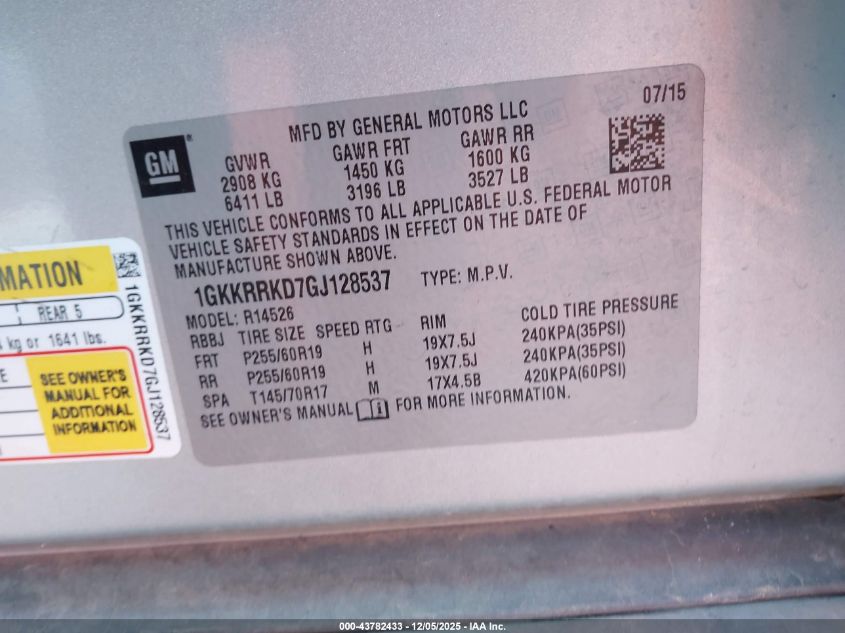 07/15
MFD BY GENERAL MOTORS LLC
GM
GVWR GAWR FRT GAWR RR
2908 KG 1450 KG 1600 KG
6411 LB 3196 LB 3527 LB
THIS VEHICLE CONFORMS TO ALL APPLICABLE U.S. FEDERAL MOTOR
VEHICLE SAFETY STANDARDS IN EFFECT ON THE DATE OF
MANUFACTURE SHOWN ABOVE.
1GKKRRKD7GJ128537 TYPE: M.P.V.
MODEL: R14526
RBBJ TIRE SIZE SPEED RTG RIM COLD TIRE PRESSURE
FRT P255/60R19 H 19X7.5J 240KPA(35PSI)
RR P255/60R19 H 19X7.5J 240KPA(35PSI)
SPA T145/70R17 M 17X4.5B 420KPA(60PSI)
SEE OWNER'S MANUAL FOR MORE INFORMATION.
REAR 5
kg or 1641 lbs.
SEE OWNER'S
MANUAL FOR
ADDITIONAL
INFORMATION
1GKKRRKD7GJ128537
000-43782433 - 12/05/2025 - IAA Inc.